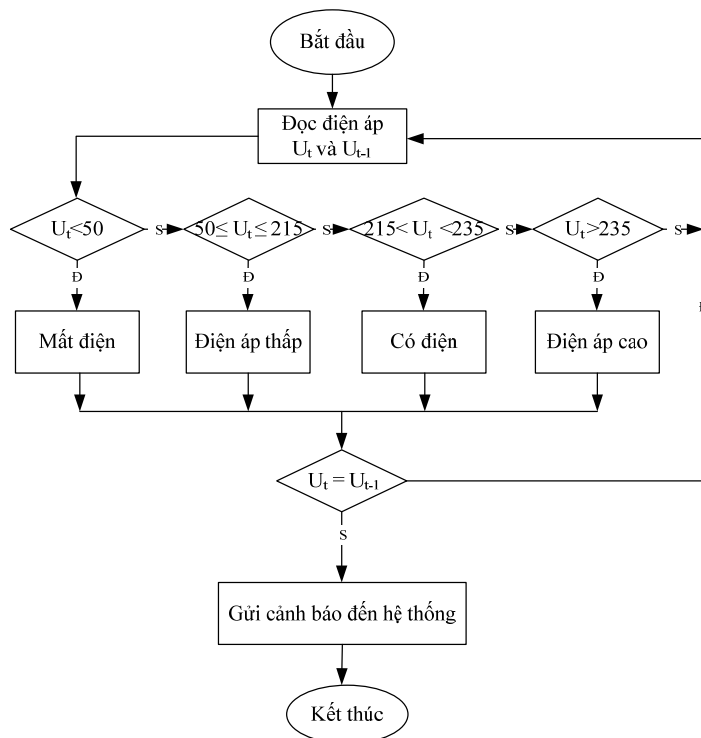 Bắt đầu
Đọc điện áp
Uₜ và Uₜ₋₁
Uₜ<50
S
50≤ Uₜ ≤ 215
S
215< Uₜ <235
S
Uₜ>235
S
Đ
Đ
Đ
Đ
Đ
Mất điện
Điện áp thấp
Có điện
Điện áp cao
Uₜ = Uₜ₋₁
S
Gửi cảnh báo đến hệ thống
Kết thúc